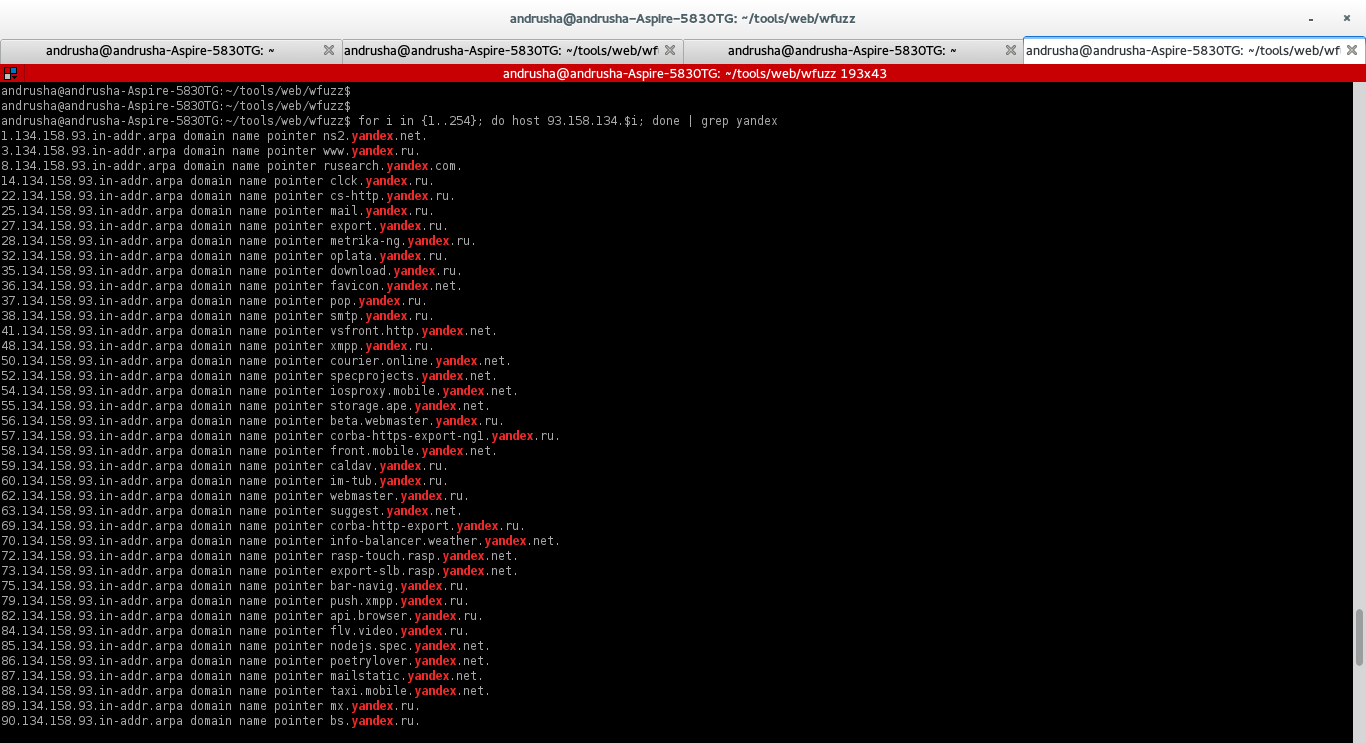 andrusha@andrusha-Aspire-5830TG: ~/tools/web/wfuzz
andrusha@andrusha-Aspire-5830TG: ~
andrusha@andrusha-Aspire-5830TG: ~/tools/web/wf
andrusha@andrusha-Aspire-5830TG: ~
andrusha@andrusha-Aspire-5830TG: ~/tools/web/wf
andrusha@andrusha-Aspire-5830TG: ~/tools/web/wfuzz 193x43
andrusha@andrusha-Aspire-5830TG:~/tools/web/wfuzz$
andrusha@andrusha-Aspire-5830TG:~/tools/web/wfuzz$
andrusha@andrusha-Aspire-5830TG:~/tools/web/wfuzz$ for i in {1..254}; do host 93.158.134.$i; done | grep yandex
1.134.158.93.in-addr.arpa domain name pointer ns2.yandex.net.
3.134.158.93.in-addr.arpa domain name pointer www.yandex.ru.
8.134.158.93.in-addr.arpa domain name pointer rusearch.yandex.com.
14.134.158.93.in-addr.arpa domain name pointer clck.yandex.ru.
22.134.158.93.in-addr.arpa domain name pointer cs-http.yandex.ru.
25.134.158.93.in-addr.arpa domain name pointer mail.yandex.ru.
27.134.158.93.in-addr.arpa domain name pointer export.yandex.ru.
28.134.158.93.in-addr.arpa domain name pointer metrika-ng.yandex.ru.
32.134.158.93.in-addr.arpa domain name pointer oplata.yandex.ru.
35.134.158.93.in-addr.arpa domain name pointer download.yandex.ru.
36.134.158.93.in-addr.arpa domain name pointer favicon.yandex.net.
37.134.158.93.in-addr.arpa domain name pointer pop.yandex.ru.
38.134.158.93.in-addr.arpa domain name pointer smtp.yandex.ru.
41.134.158.93.in-addr.arpa domain name pointer vsfront.http.yandex.net.
48.134.158.93.in-addr.arpa domain name pointer xmpp.yandex.ru.
50.134.158.93.in-addr.arpa domain name pointer courier.online.yandex.net.
52.134.158.93.in-addr.arpa domain name pointer specprojects.yandex.net.
54.134.158.93.in-addr.arpa domain name pointer iosproxy.mobile.yandex.net.
55.134.158.93.in-addr.arpa domain name pointer storage.ape.yandex.net.
56.134.158.93.in-addr.arpa domain name pointer beta.webmaster.yandex.ru.
57.134.158.93.in-addr.arpa domain name pointer corba-https-export-ng1.yandex.ru.
58.134.158.93.in-addr.arpa domain name pointer front.mobile.yandex.net.
59.134.158.93.in-addr.arpa domain name pointer caldav.yandex.ru.
60.134.158.93.in-addr.arpa domain name pointer im-tub.yandex.ru.
62.134.158.93.in-addr.arpa domain name pointer webmaster.yandex.ru.
63.134.158.93.in-addr.arpa domain name pointer suggest.yandex.net.
69.134.158.93.in-addr.arpa domain name pointer corba-http-export.yandex.ru.
70.134.158.93.in-addr.arpa domain name pointer info-balancer.weather.yandex.net.
72.134.158.93.in-addr.arpa domain name pointer rasp-touch.rasp.yandex.net.
73.134.158.93.in-addr.arpa domain name pointer export-slb.rasp.yandex.net.
75.134.158.93.in-addr.arpa domain name pointer bar-navig.yandex.ru.
79.134.158.93.in-addr.arpa domain name pointer push.xmpp.yandex.ru.
82.134.158.93.in-addr.arpa domain name pointer api.browser.yandex.ru.
84.134.158.93.in-addr.arpa domain name pointer flv.video.yandex.ru.
85.134.158.93.in-addr.arpa domain name pointer nodejs.spec.yandex.net.
86.134.158.93.in-addr.arpa domain name pointer poetrylover.yandex.net.
87.134.158.93.in-addr.arpa domain name pointer mailstatic.yandex.net.
88.134.158.93.in-addr.arpa domain name pointer taxi.mobile.yandex.net.
89.134.158.93.in-addr.arpa domain name pointer mx.yandex.ru.
90.134.158.93.in-addr.arpa domain name pointer bs.yandex.ru.